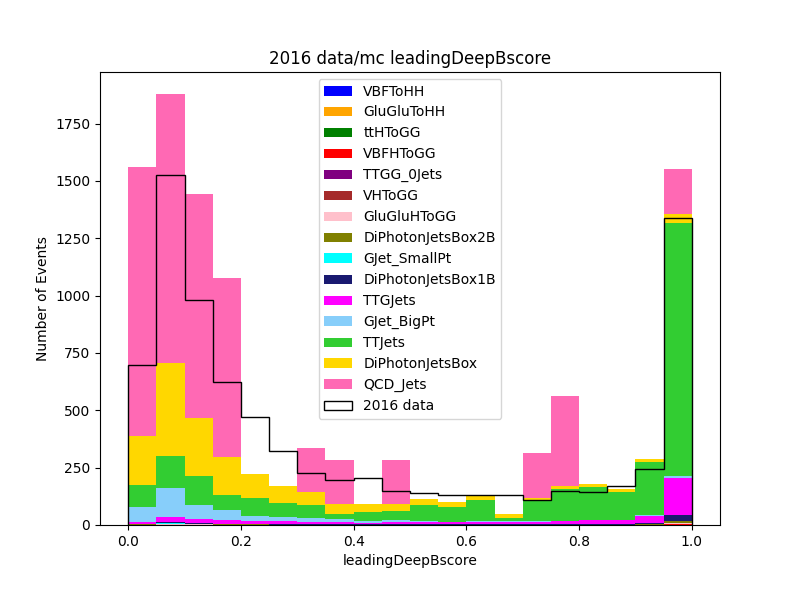 2016 data/mc leadingDeepBscore
VBFToHH
GluGluToHH
ttHToGG
VBFHToGG
TTGG_0Jets
VHToGG
GluGluHToGG
DiPhotonJetsBox2B
GJet_SmallPt
DiPhotonJetsBox1B
TTGJets
GJet_BigPt
TTJets
DiPhotonJetsBox
QCD_Jets
2016 data
Number of Events
1750
1500
1250
1000
750
500
250
0
0.0 0.2 0.4 0.6 0.8 1.0
leadingDeepBscore